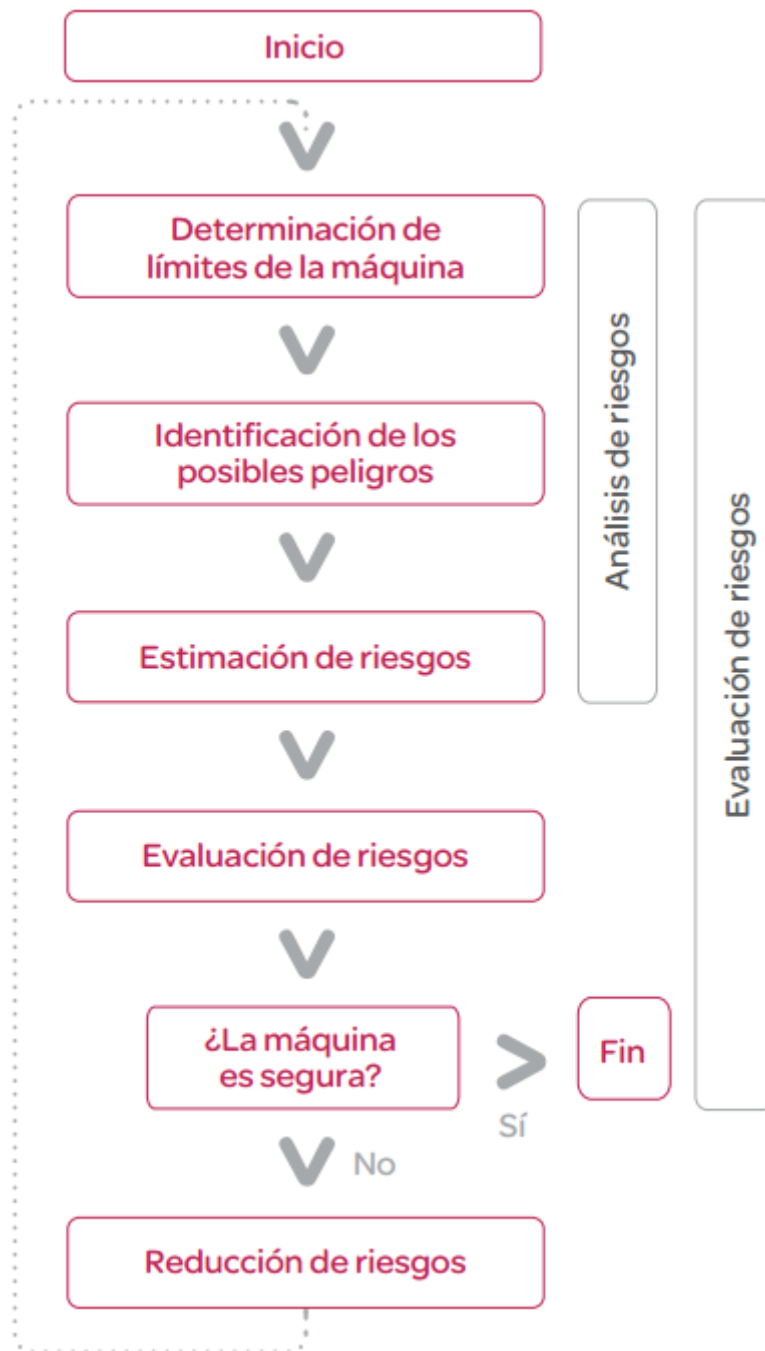 Inicio
Determinación de
límites de la máquina
Identificación de los
posibles peligros
Estimación de riesgos
Análisis de riesgos
Evaluación de riesgos
¿La máquina
es segura?
Sí
Fin
No
Reducción de riesgos
Evaluación de riesgos